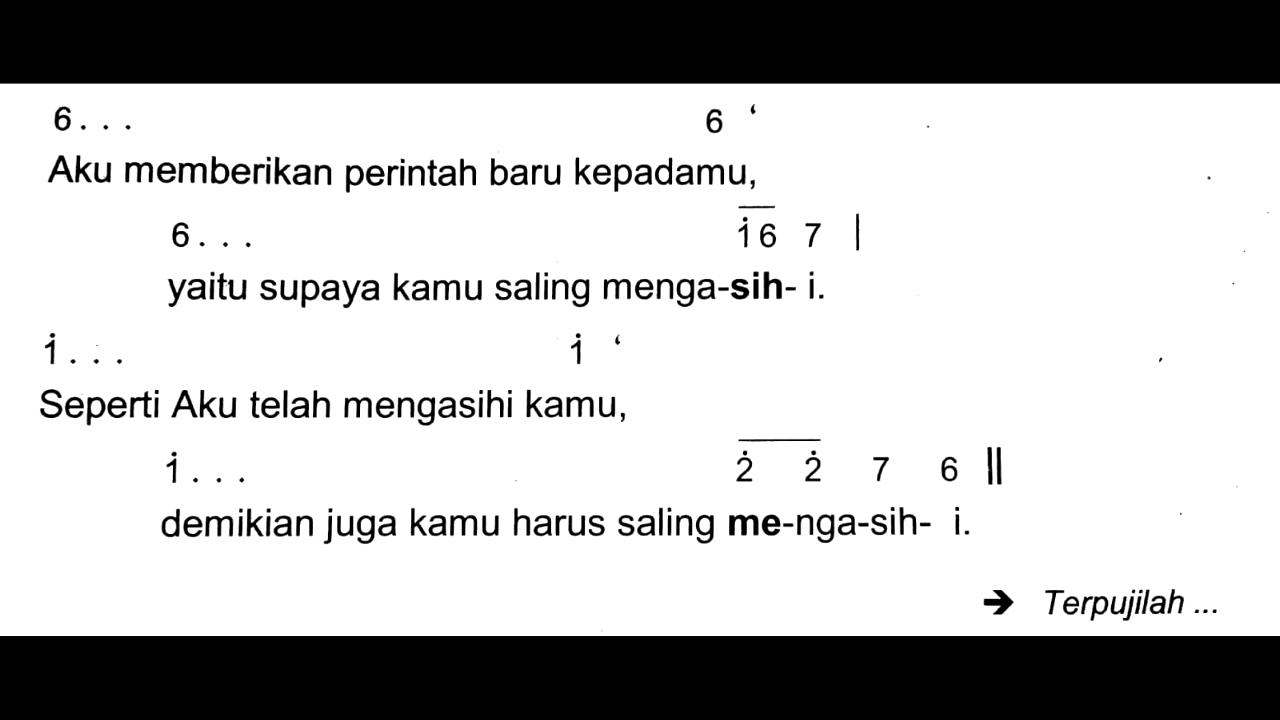 6 . . . 6 ‘
Aku memberikan perintah baru kepadamu,
6 . . . i̇6 7 |
yaitu supaya kamu saling menga-sih- i.
1̇ . . . 1̇ ‘
Seperti Aku telah mengasihi kamu,
1̇ . . . 2̇ 2̇ 7 6 ||
demikian juga kamu harus saling me-nga-sih- i.
➔ Terpujilah ...